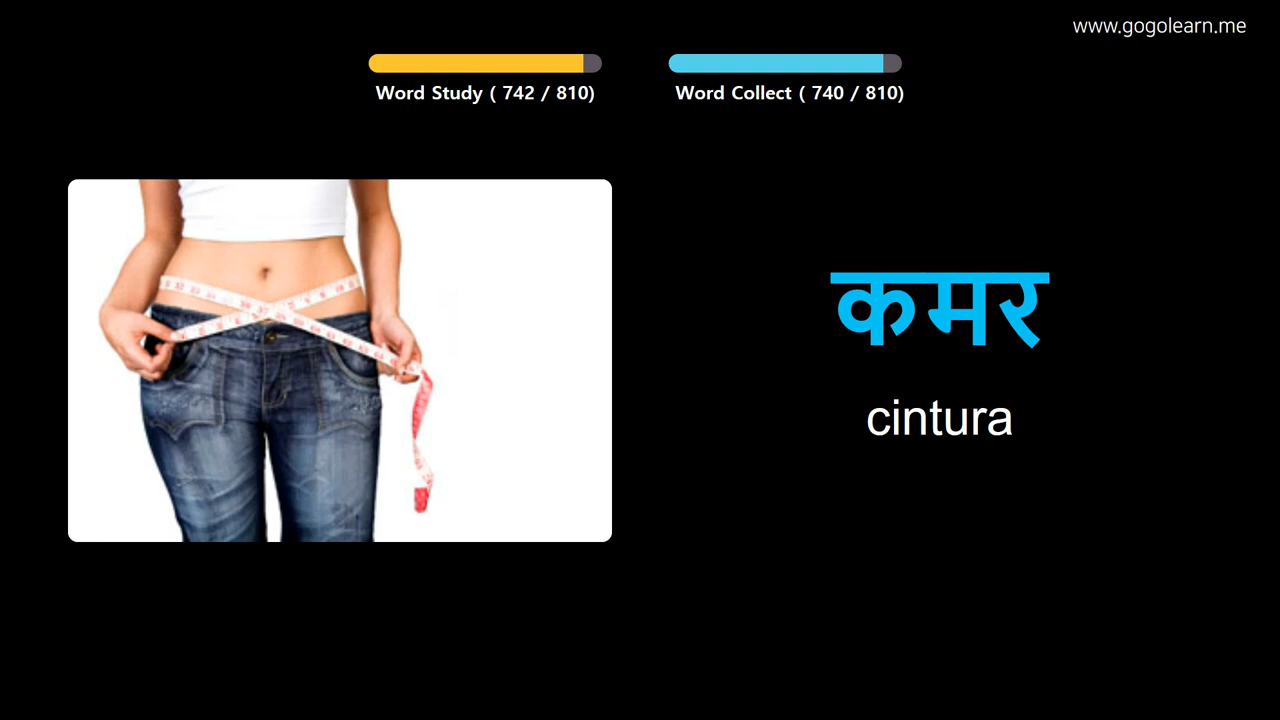 www.gogolearn.me
Word Study ( 742 / 810)
Word Collect ( 740 / 810)
कमर
cintura